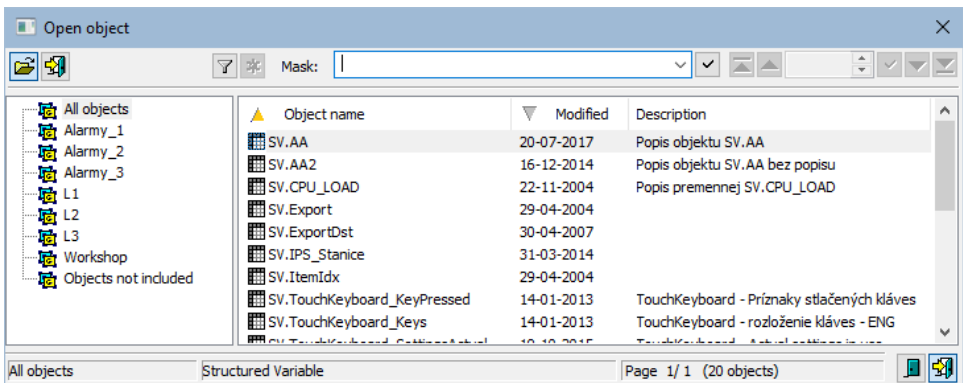 Open object
Mask:
All objects
Alarmy_1
Alarmy_2
Alarmy_3
L1
L2
L3
Workshop
Objects not included
Object name Modified Description
SV.AA 20-07-2017 Popis objektu SV.AA
SV.AA2 16-12-2014 Popis objektu SV.AA bez popisu
SV.CPU_LOAD 22-11-2004 Popis premennej SV.CPU_LOAD
SV.Export 29-04-2004
SV.ExportDst 30-04-2007
SV.IPS_Stanice 31-03-2014
SV.ItemIdx 29-04-2004
SV.TouchKeyboard_KeyPressed 14-01-2013 TouchKeyboard - Príznaky stlačených kláves
SV.TouchKeyboard_Keys 14-01-2013 TouchKeyboard - rozloženie kláves - ENG
All objects Structured Variable Page 1/ 1 (20 objects)